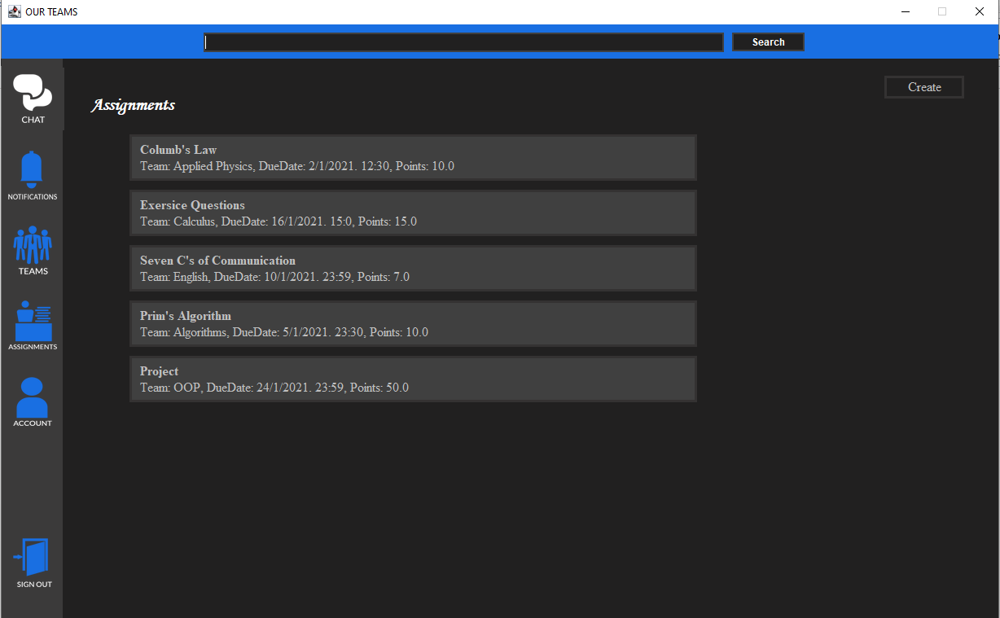 OUR TEAMS
Search
CHAT
NOTIFICATIONS
TEAMS
ASSIGNMENTS
ACCOUNT
SIGN OUT
Create
Assignments
Columb's Law
Team: Applied Physics, DueDate: 2/1/2021. 12:30, Points: 10.0
Exersice Questions
Team: Calculus, DueDate: 16/1/2021. 15:0, Points: 15.0
Seven C's of Communication
Team: English, DueDate: 10/1/2021. 23:59, Points: 7.0
Prim's Algorithm
Team: Algorithms, DueDate: 5/1/2021. 23:30, Points: 10.0
Project
Team: OOP, DueDate: 24/1/2021. 23:59, Points: 50.0